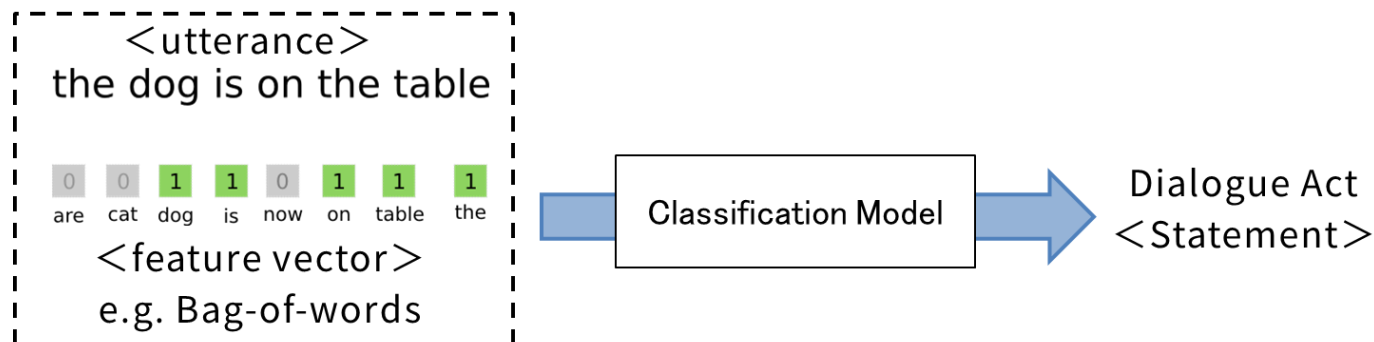 ＜utterance＞
the dog is on the table
0 0 1 1 0 1 1 1
are cat dog is now on table the
＜feature vector＞
e.g. Bag-of-words
Classification Model
Dialogue Act
＜Statement＞